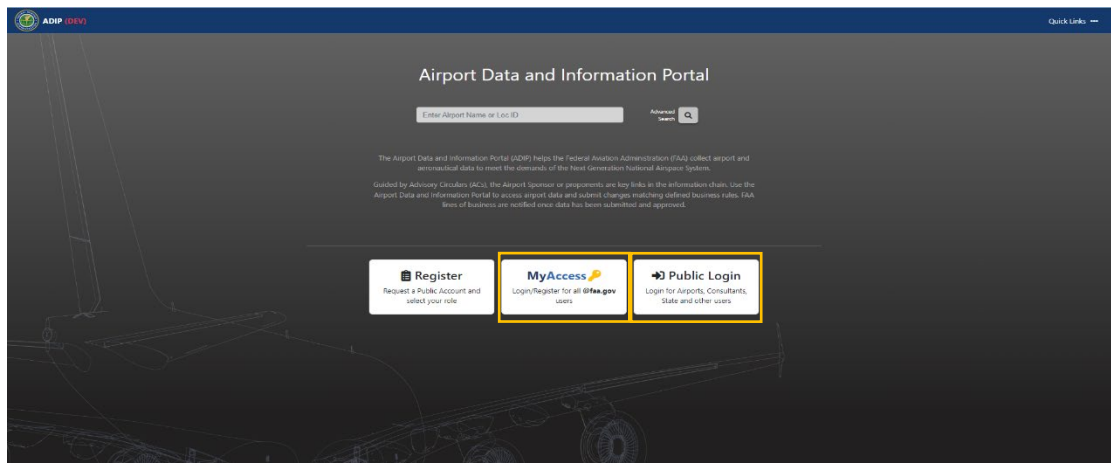 ADIP (DEV)
Quick Links
Airport Data and Information Portal
Enter Airport Name or Loc ID
Advanced
Search
The Airport Data and Information Portal (ADIP) helps the Federal Aviation Administration (FAA) collect airport and
aeronautical data to meet the demands of the Next Generation National Airspace System.
Guided by Advisory Circulars (ACs), the Airport Sponsor or proponents are key links in the information chain. Use the
Airport Data and Information Portal to access airport data and submit changes matching defined business rules. FAA
lines of business are notified once data has been submitted and approved.
Register
Request a Public Account and
select your role
MyAccess
Login/Register for all @faa.gov
users
Public Login
Login for Airports, Consultants,
State and other users